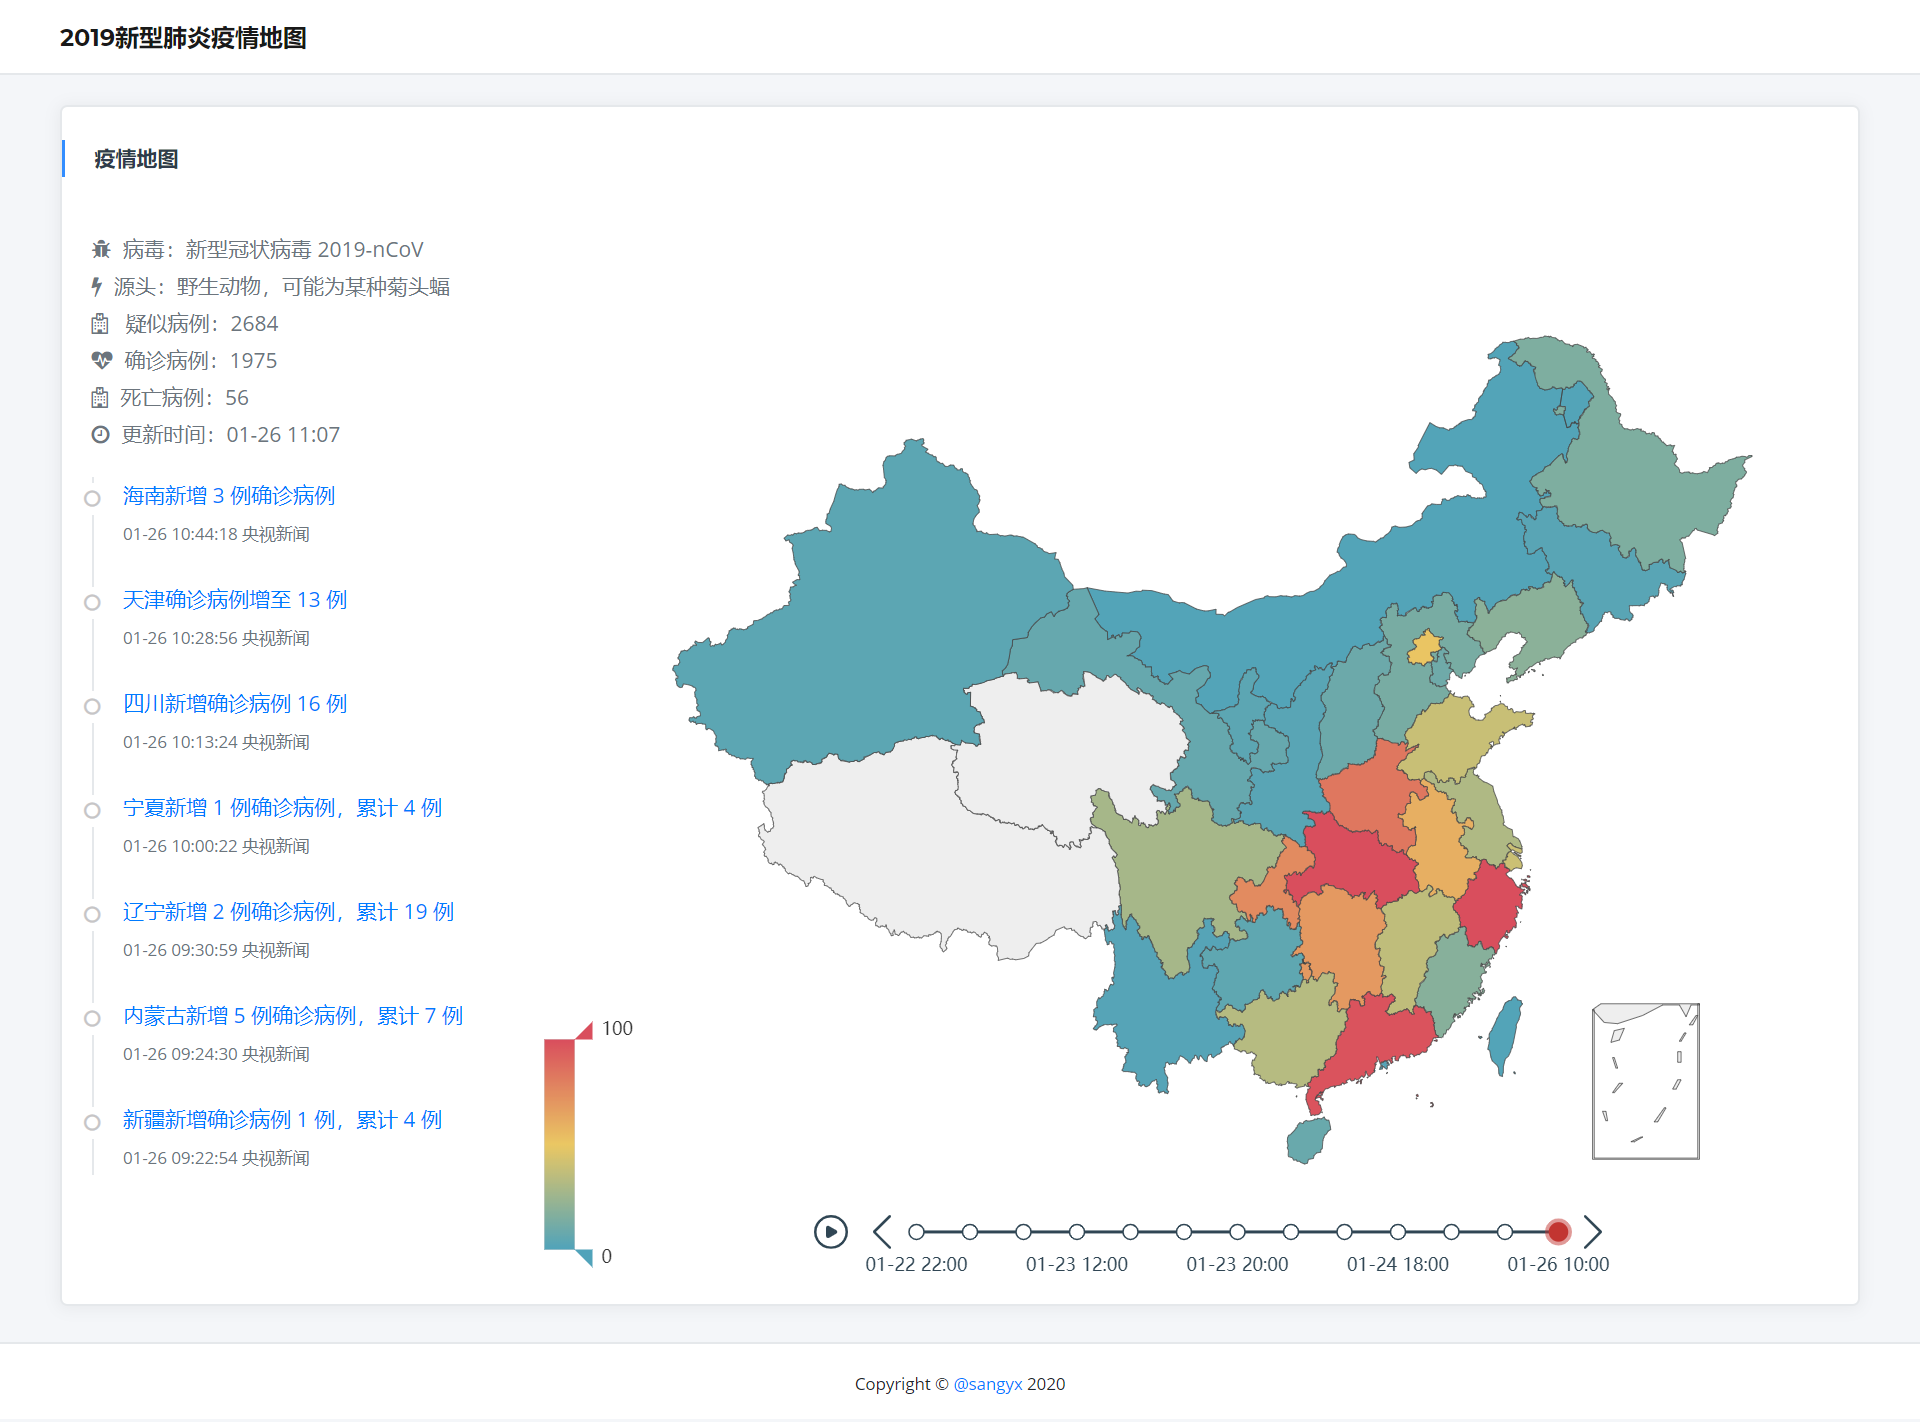 2019新型肺炎疫情地图
疫情地图
病毒：新型冠状病毒 2019-nCoV
源头：野生动物，可能为某种菊头蝠
疑似病例：2684
确诊病例：1975
死亡病例：56
更新时间：01-26 11:07
海南新增 3 例确诊病例
01-26 10:44:18 央视新闻
天津确诊病例增至 13 例
01-26 10:28:56 央视新闻
四川新增确诊病例 16 例
01-26 10:13:24 央视新闻
宁夏新增 1 例确诊病例，累计 4 例
01-26 10:00:22 央视新闻
辽宁新增 2 例确诊病例，累计 19 例
01-26 09:30:59 央视新闻
内蒙古新增 5 例确诊病例，累计 7 例
01-26 09:24:30 央视新闻
新疆新增确诊病例 1 例，累计 4 例
01-26 09:22:54 央视新闻
100
0
01-22 22:00 01-23 12:00 01-23 20:00 01-24 18:00 01-26 10:00
Copyright © @sangyx 2020